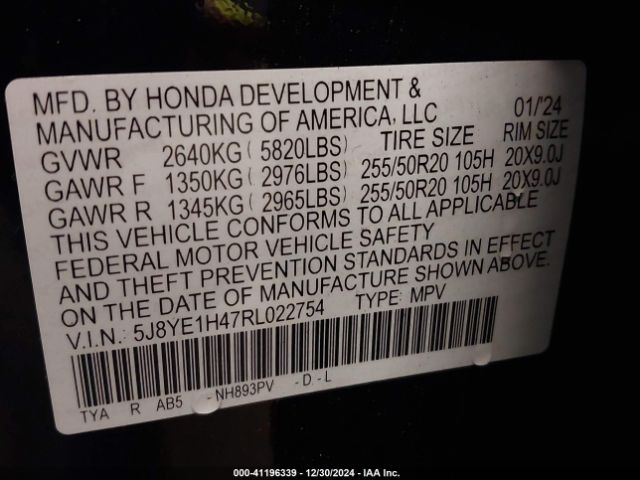 MFD. BY HONDA DEVELOPMENT &
MANUFACTURING OF AMERICA, LLC 01/'24
GVWR 2640KG ( 5820LBS) TIRE SIZE RIM SIZE
GAWR F 1350KG ( 2976LBS) 255/50R20 105H 20X9.0J
GAWR R 1345KG ( 2965LBS) 255/50R20 105H 20X9.0J
THIS VEHICLE CONFORMS TO ALL APPLICABLE
FEDERAL MOTOR VEHICLE SAFETY
AND THEFT PREVENTION STANDARDS IN EFFECT
ON THE DATE OF MANUFACTURE SHOWN ABOVE.
V.I.N.: 5J8YE1H47RL022754 TYPE: MPV
TYA R AB5 - NH893PV - D - L
000-41196339 - 12/30/2024 - IAA Inc.